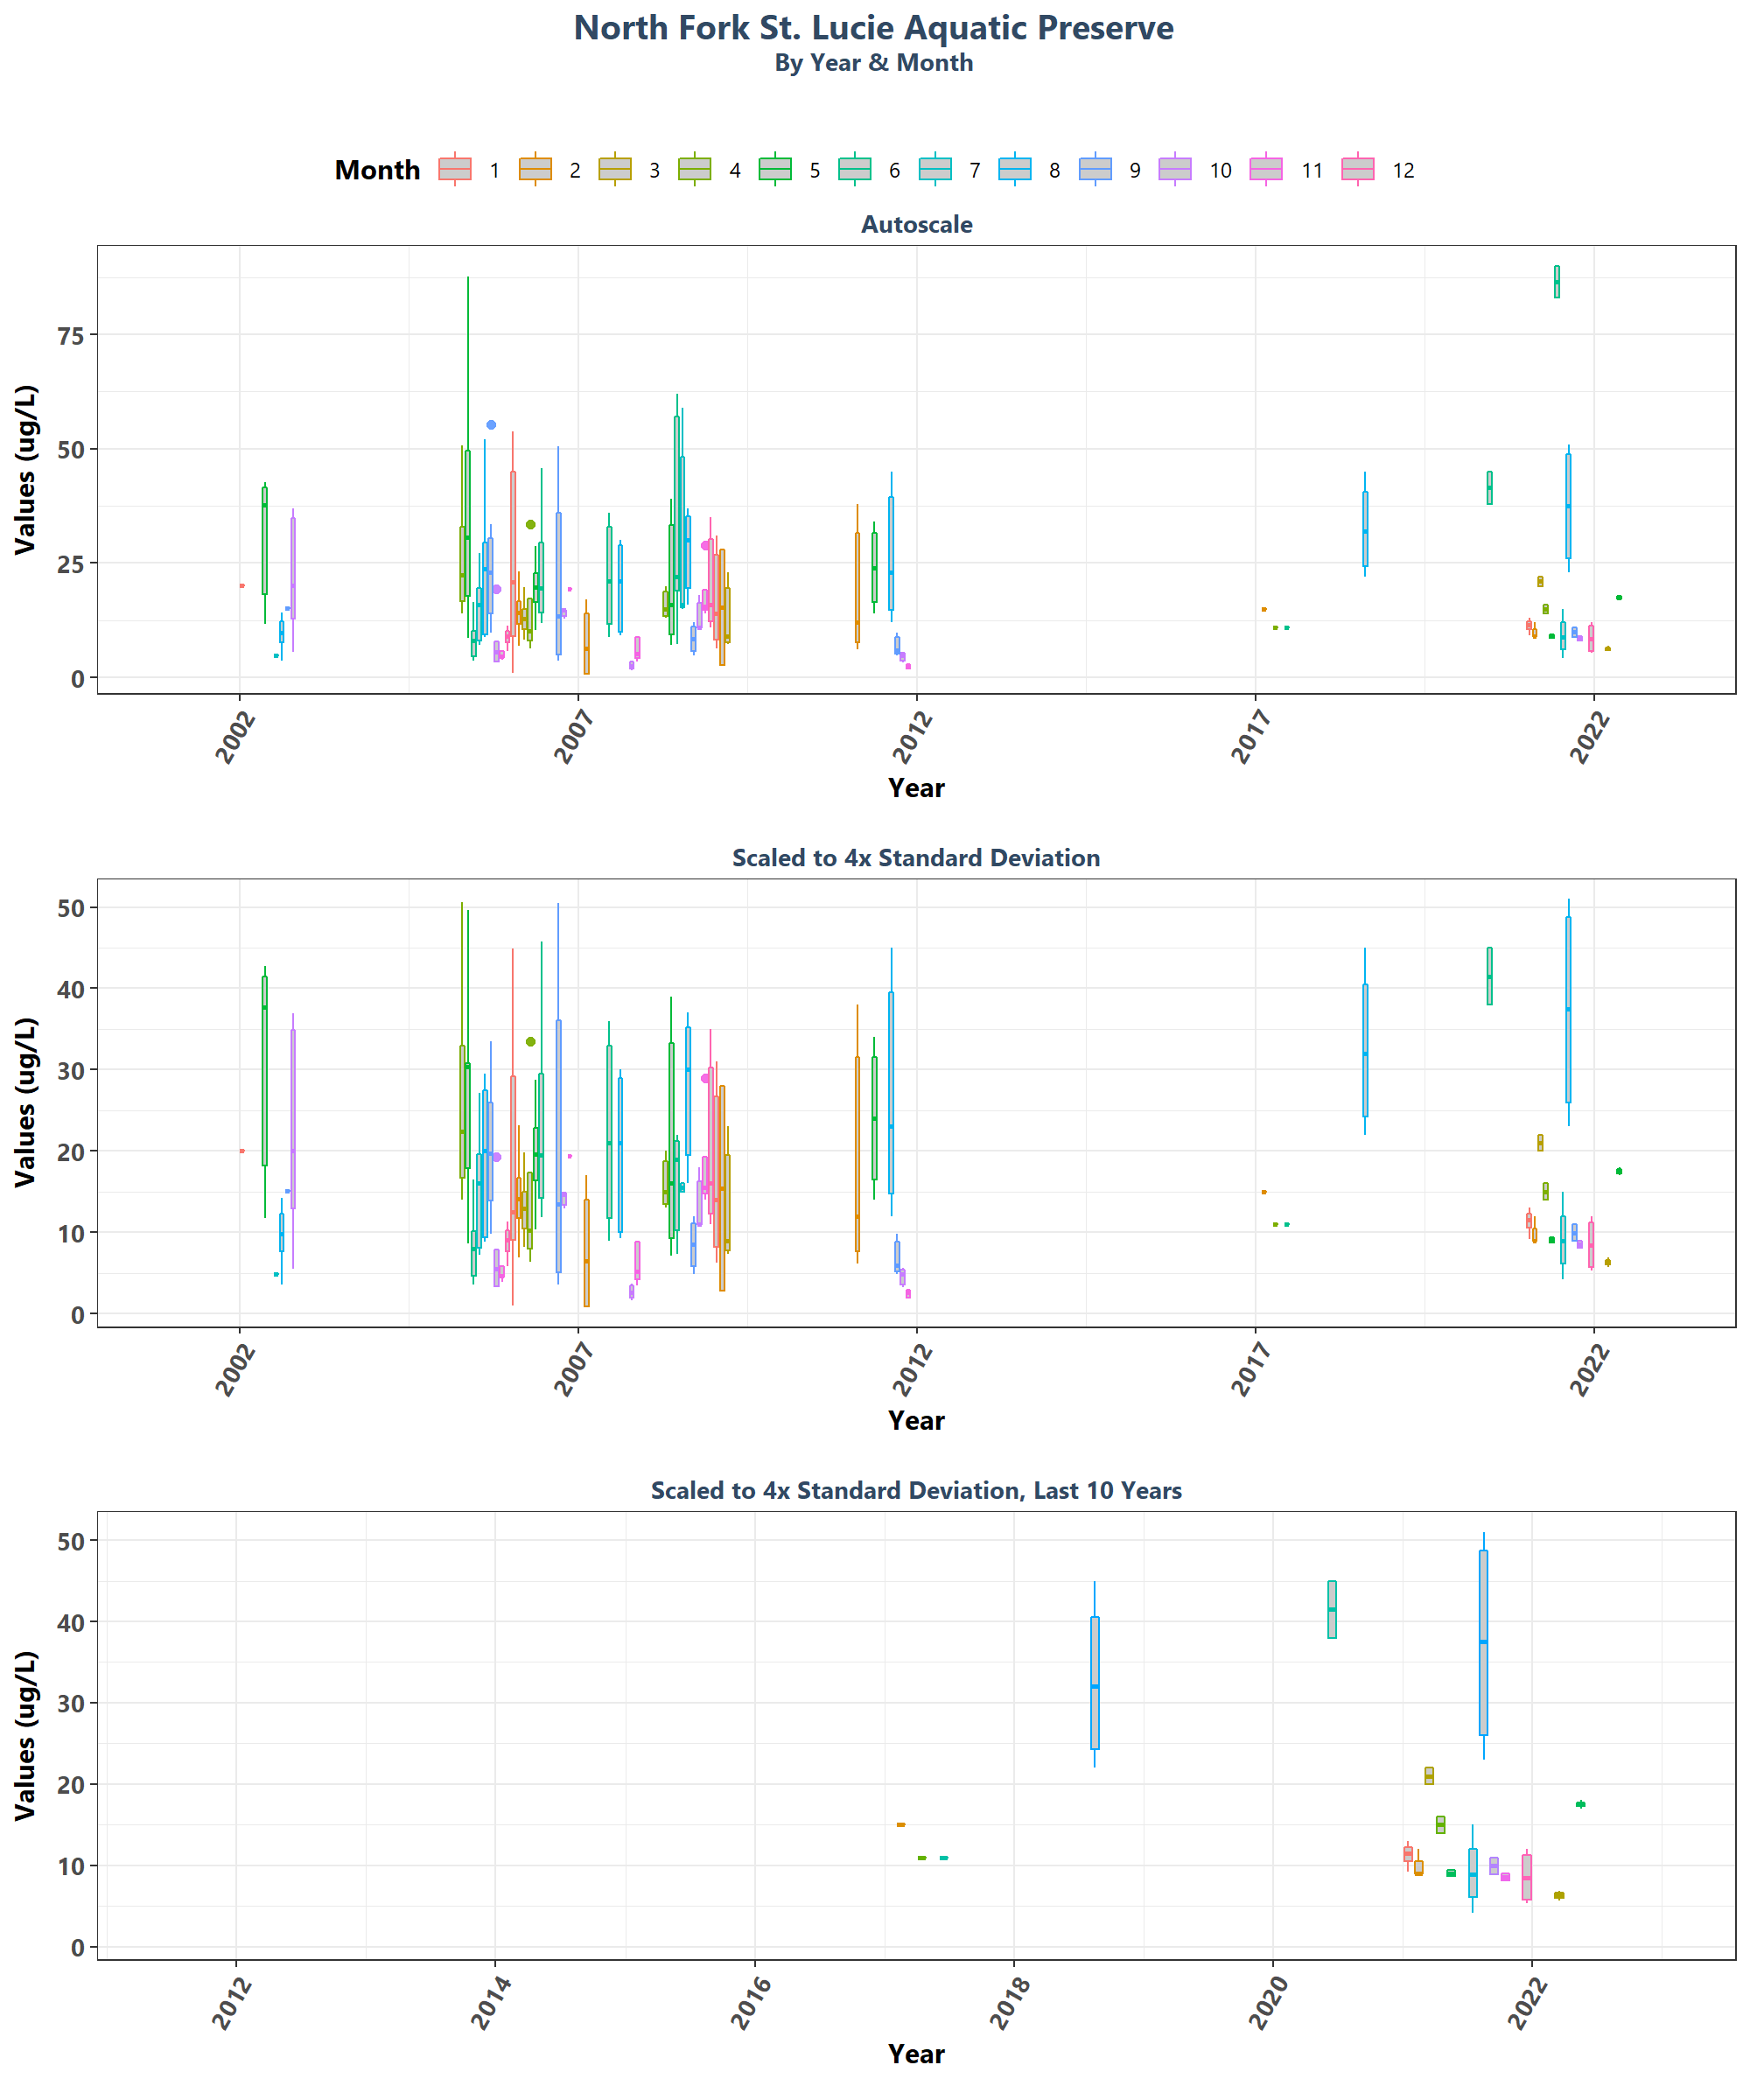 North Fork St. Lucie Aquatic Preserve
By Year & Month
Month 1 2 3 4 5 6 7 8 9 10 11 12
Autoscale
Values (ug/L)
75
50
25
0
2002 2007 2012 2017 2022
Year
Scaled to 4x Standard Deviation
Values (ug/L)
50
40
30
20
10
0
2002 2007 2012 2017 2022
Year
Scaled to 4x Standard Deviation, Last 10 Years
Values (ug/L)
50
40
30
20
10
0
2012 2014 2016 2018 2020 2022
Year